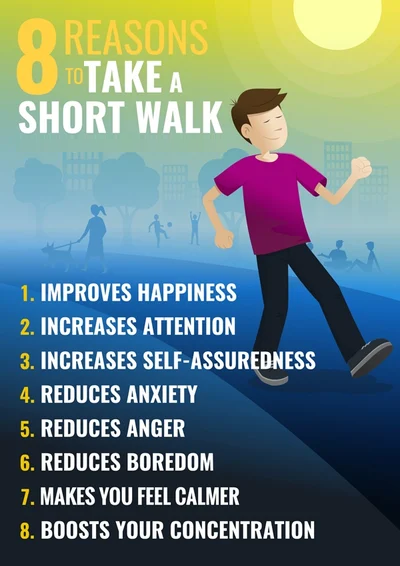 8 REASONS
TO TAKE A
SHORT WALK
1. IMPROVES HAPPINESS
2. INCREASES ATTENTION
3. INCREASES SELF-ASSUREDNESS
4. REDUCES ANXIETY
5. REDUCES ANGER
6. REDUCES BOREDOM
7. MAKES YOU FEEL CALMER
8. BOOSTS YOUR CONCENTRATION